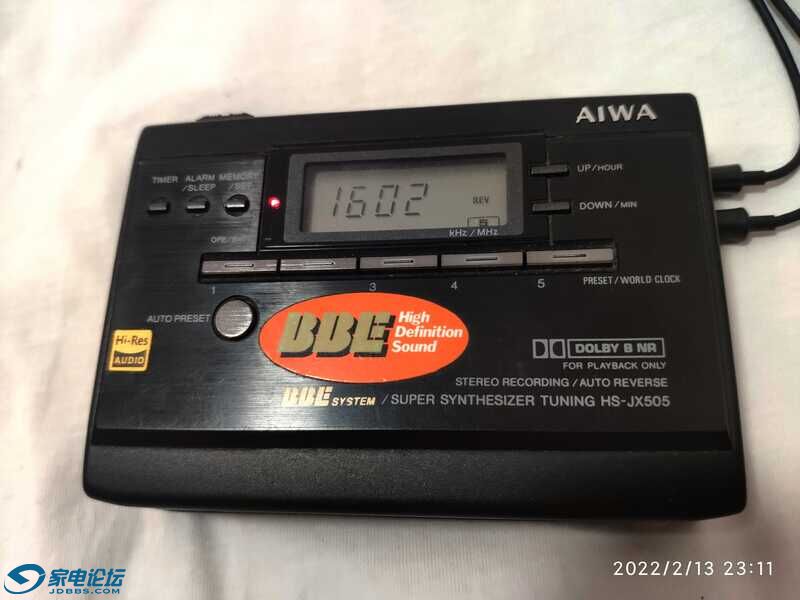 AIWA
TIMER
ALARM /SLEEP
MEMORY /SET
1602
REV
kHz / MHz
UP/HOUR
DOWN/MIN
1
3
4
5
PRESET/WORLD CLOCK
AUTO PRESET
BBE High Definition Sound
Hi-Res AUDIO
DOLBY B NR
FOR PLAYBACK ONLY
STEREO RECORDING/AUTO REVERSE
BBE SYSTEM /SUPER SYNTHESIZER TUNING HS-JX505
2022/2/13 23:11
家电论坛
JDBBS.COM